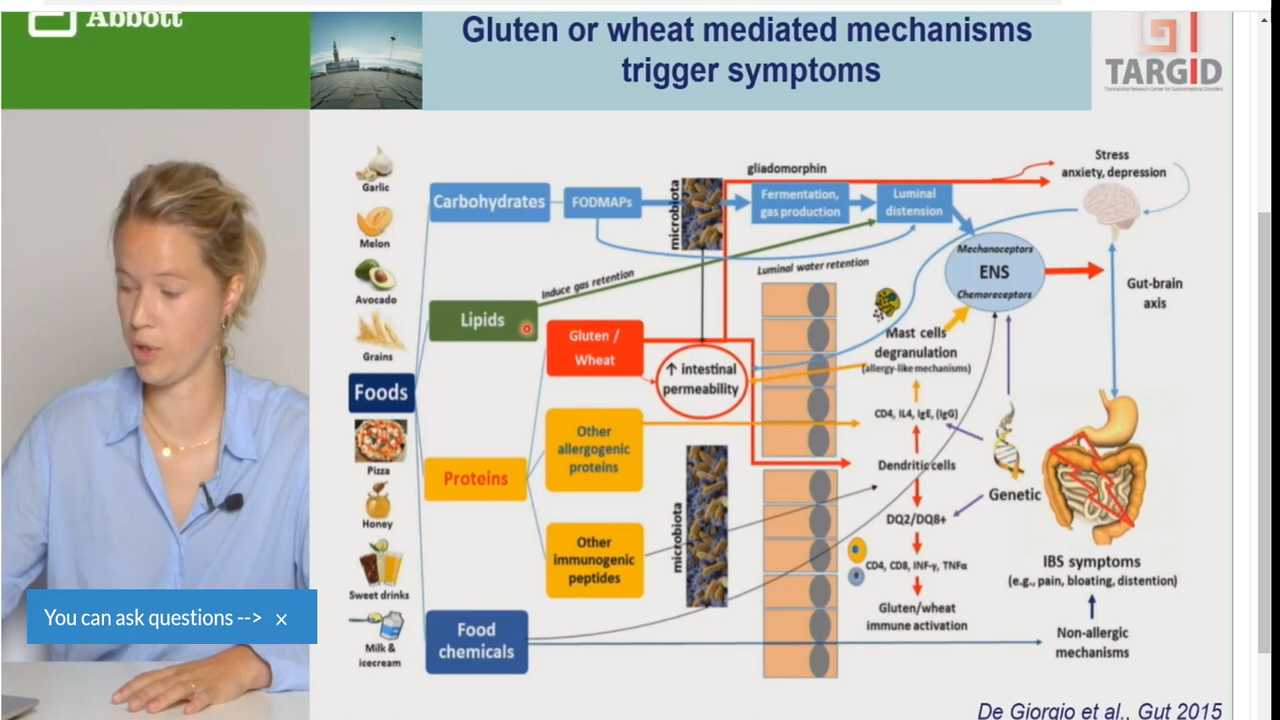 Abbott
Gluten or wheat mediated mechanisms
trigger symptoms
TARGID
Garlic
Melon
Avocado
Grains
Foods
Pizza
Honey
Sweet drinks
Milk &
icecream
Carbohydrates
FODMAPs
microbiota
gliadomorphin
Fermentation,
gas production
Luminal
distension
Stress
anxiety, depression
Induce gas retention
Luminal water retention
Mechanoceptors
ENS
Chemoreceptors
Gut-brain
axis
Lipids
Gluten /
Wheat
↑ intestinal
permeability
Mast cells
degranulation
(allergy-like mechanisms)
Other
allergogenic
proteins
CD4, IL4, IgE, (IgG)
Proteins
Dendritic cells
Genetic
DQ2/DQ8+
Other
immunogenic
peptides
microbiota
CD4, CD8, INF-γ, TNFα
IBS symptoms
(e.g., pain, bloating, distention)
Gluten/wheat
immune activation
Food
chemicals
Non-allergic
mechanisms
You can ask questions --> ×
De Giorgio et al., Gut 2015